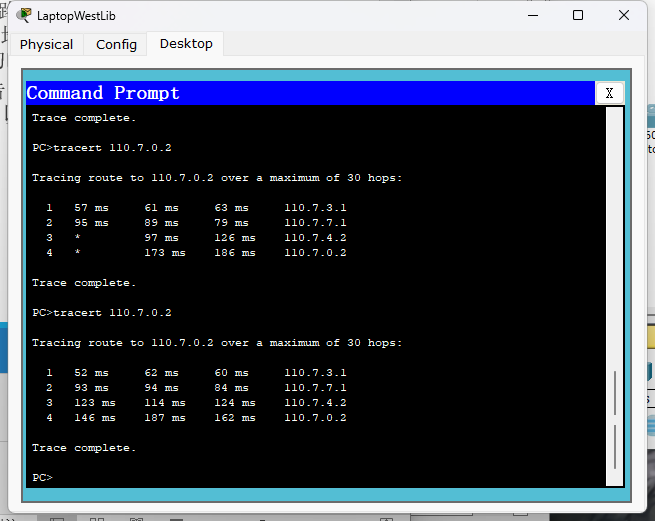 LaptopWestLib
Physical Config Desktop
Command Prompt X
Trace complete.
PC>tracert 110.7.0.2
Tracing route to 110.7.0.2 over a maximum of 30 hops:
1 57 ms 61 ms 63 ms 110.7.3.1
2 95 ms 89 ms 79 ms 110.7.7.1
3 * 97 ms 126 ms 110.7.4.2
4 * 173 ms 186 ms 110.7.0.2
Trace complete.
PC>tracert 110.7.0.2
Tracing route to 110.7.0.2 over a maximum of 30 hops:
1 52 ms 62 ms 60 ms 110.7.3.1
2 93 ms 94 ms 84 ms 110.7.7.1
3 123 ms 114 ms 124 ms 110.7.4.2
4 146 ms 187 ms 162 ms 110.7.0.2
Trace complete.
PC>